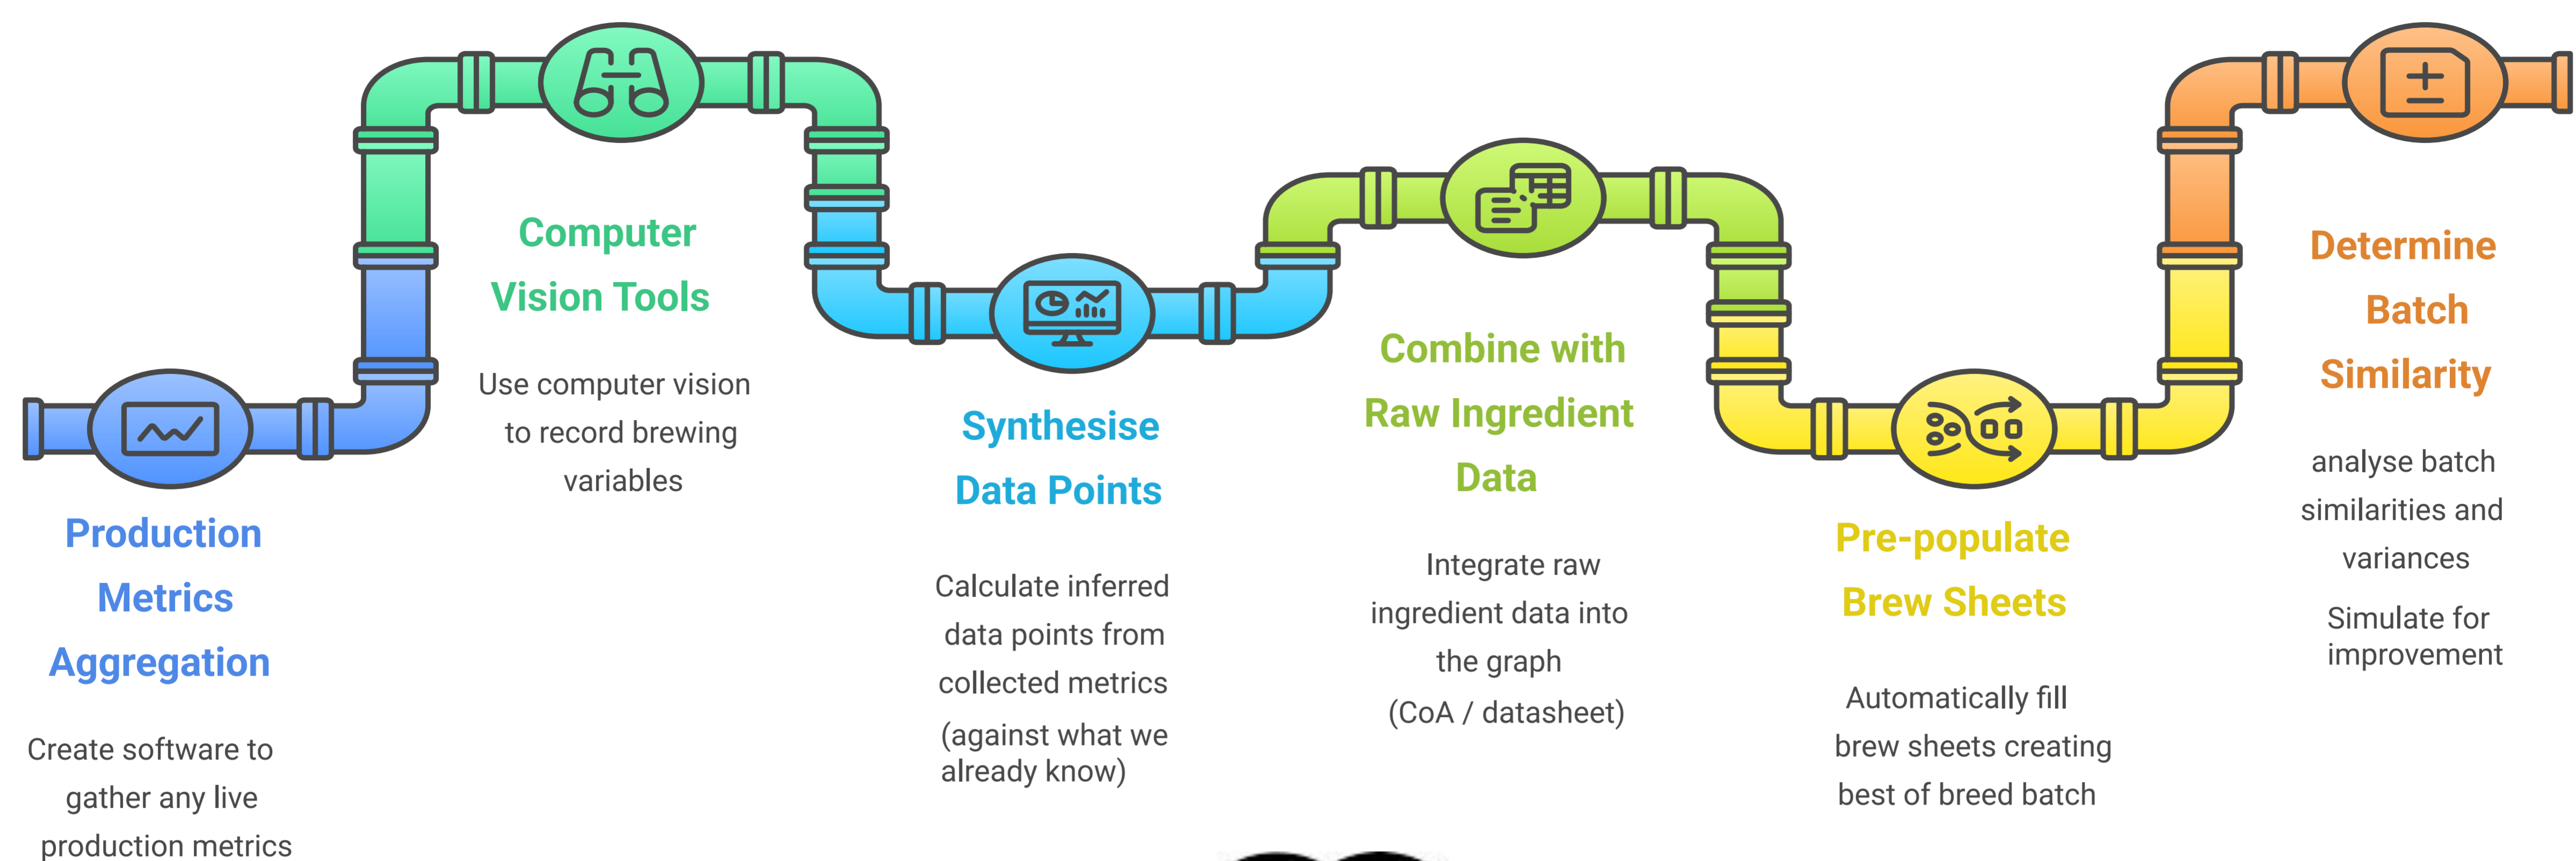 Production
Metrics
Aggregation
Create software to
gather any live
production metrics
Computer
Vision Tools
Use computer vision
to record brewing
variables
Synthesise
Data Points
Calculate inferred
data points from
collected metrics
(against what we
already know)
Combine with
Raw Ingredient
Data
Integrate raw
ingredient data into
the graph
(CoA / datasheet)
Pre-populate
Brew Sheets
Automatically fill
brew sheets creating
best of breed batch
Determine
Batch
Similarity
analyse batch
similarities and
variances
Simulate for
improvement